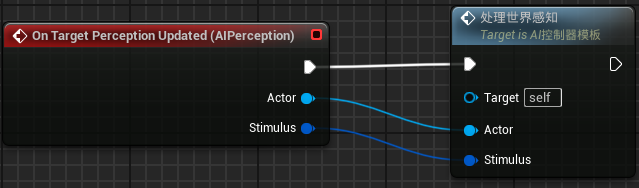 On Target Perception Updated (AIPerception)
Actor
Stimulus
处理世界感知
Target is AI控制器模板
Target self
Actor
Stimulus